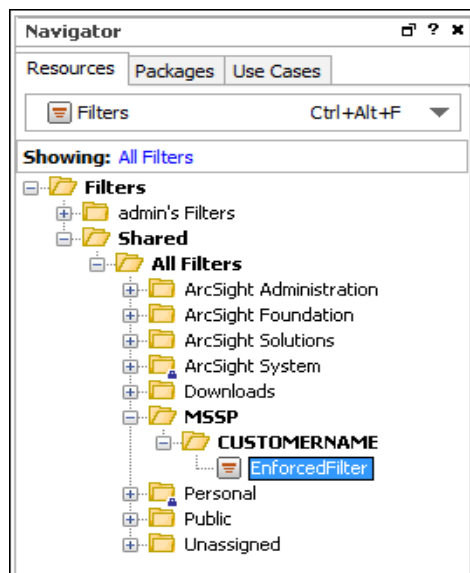 Navigator ?
Resources Packages Use Cases
Filters Ctrl+Alt+F
Showing: All Filters
Filters
admin's Filters
Shared
All Filters
ArcSight Administration
ArcSight Foundation
ArcSight Solutions
ArcSight System
Downloads
MSSP
CUSTOMERNAME
EnforcedFilter
Personal
Public
Unassigned